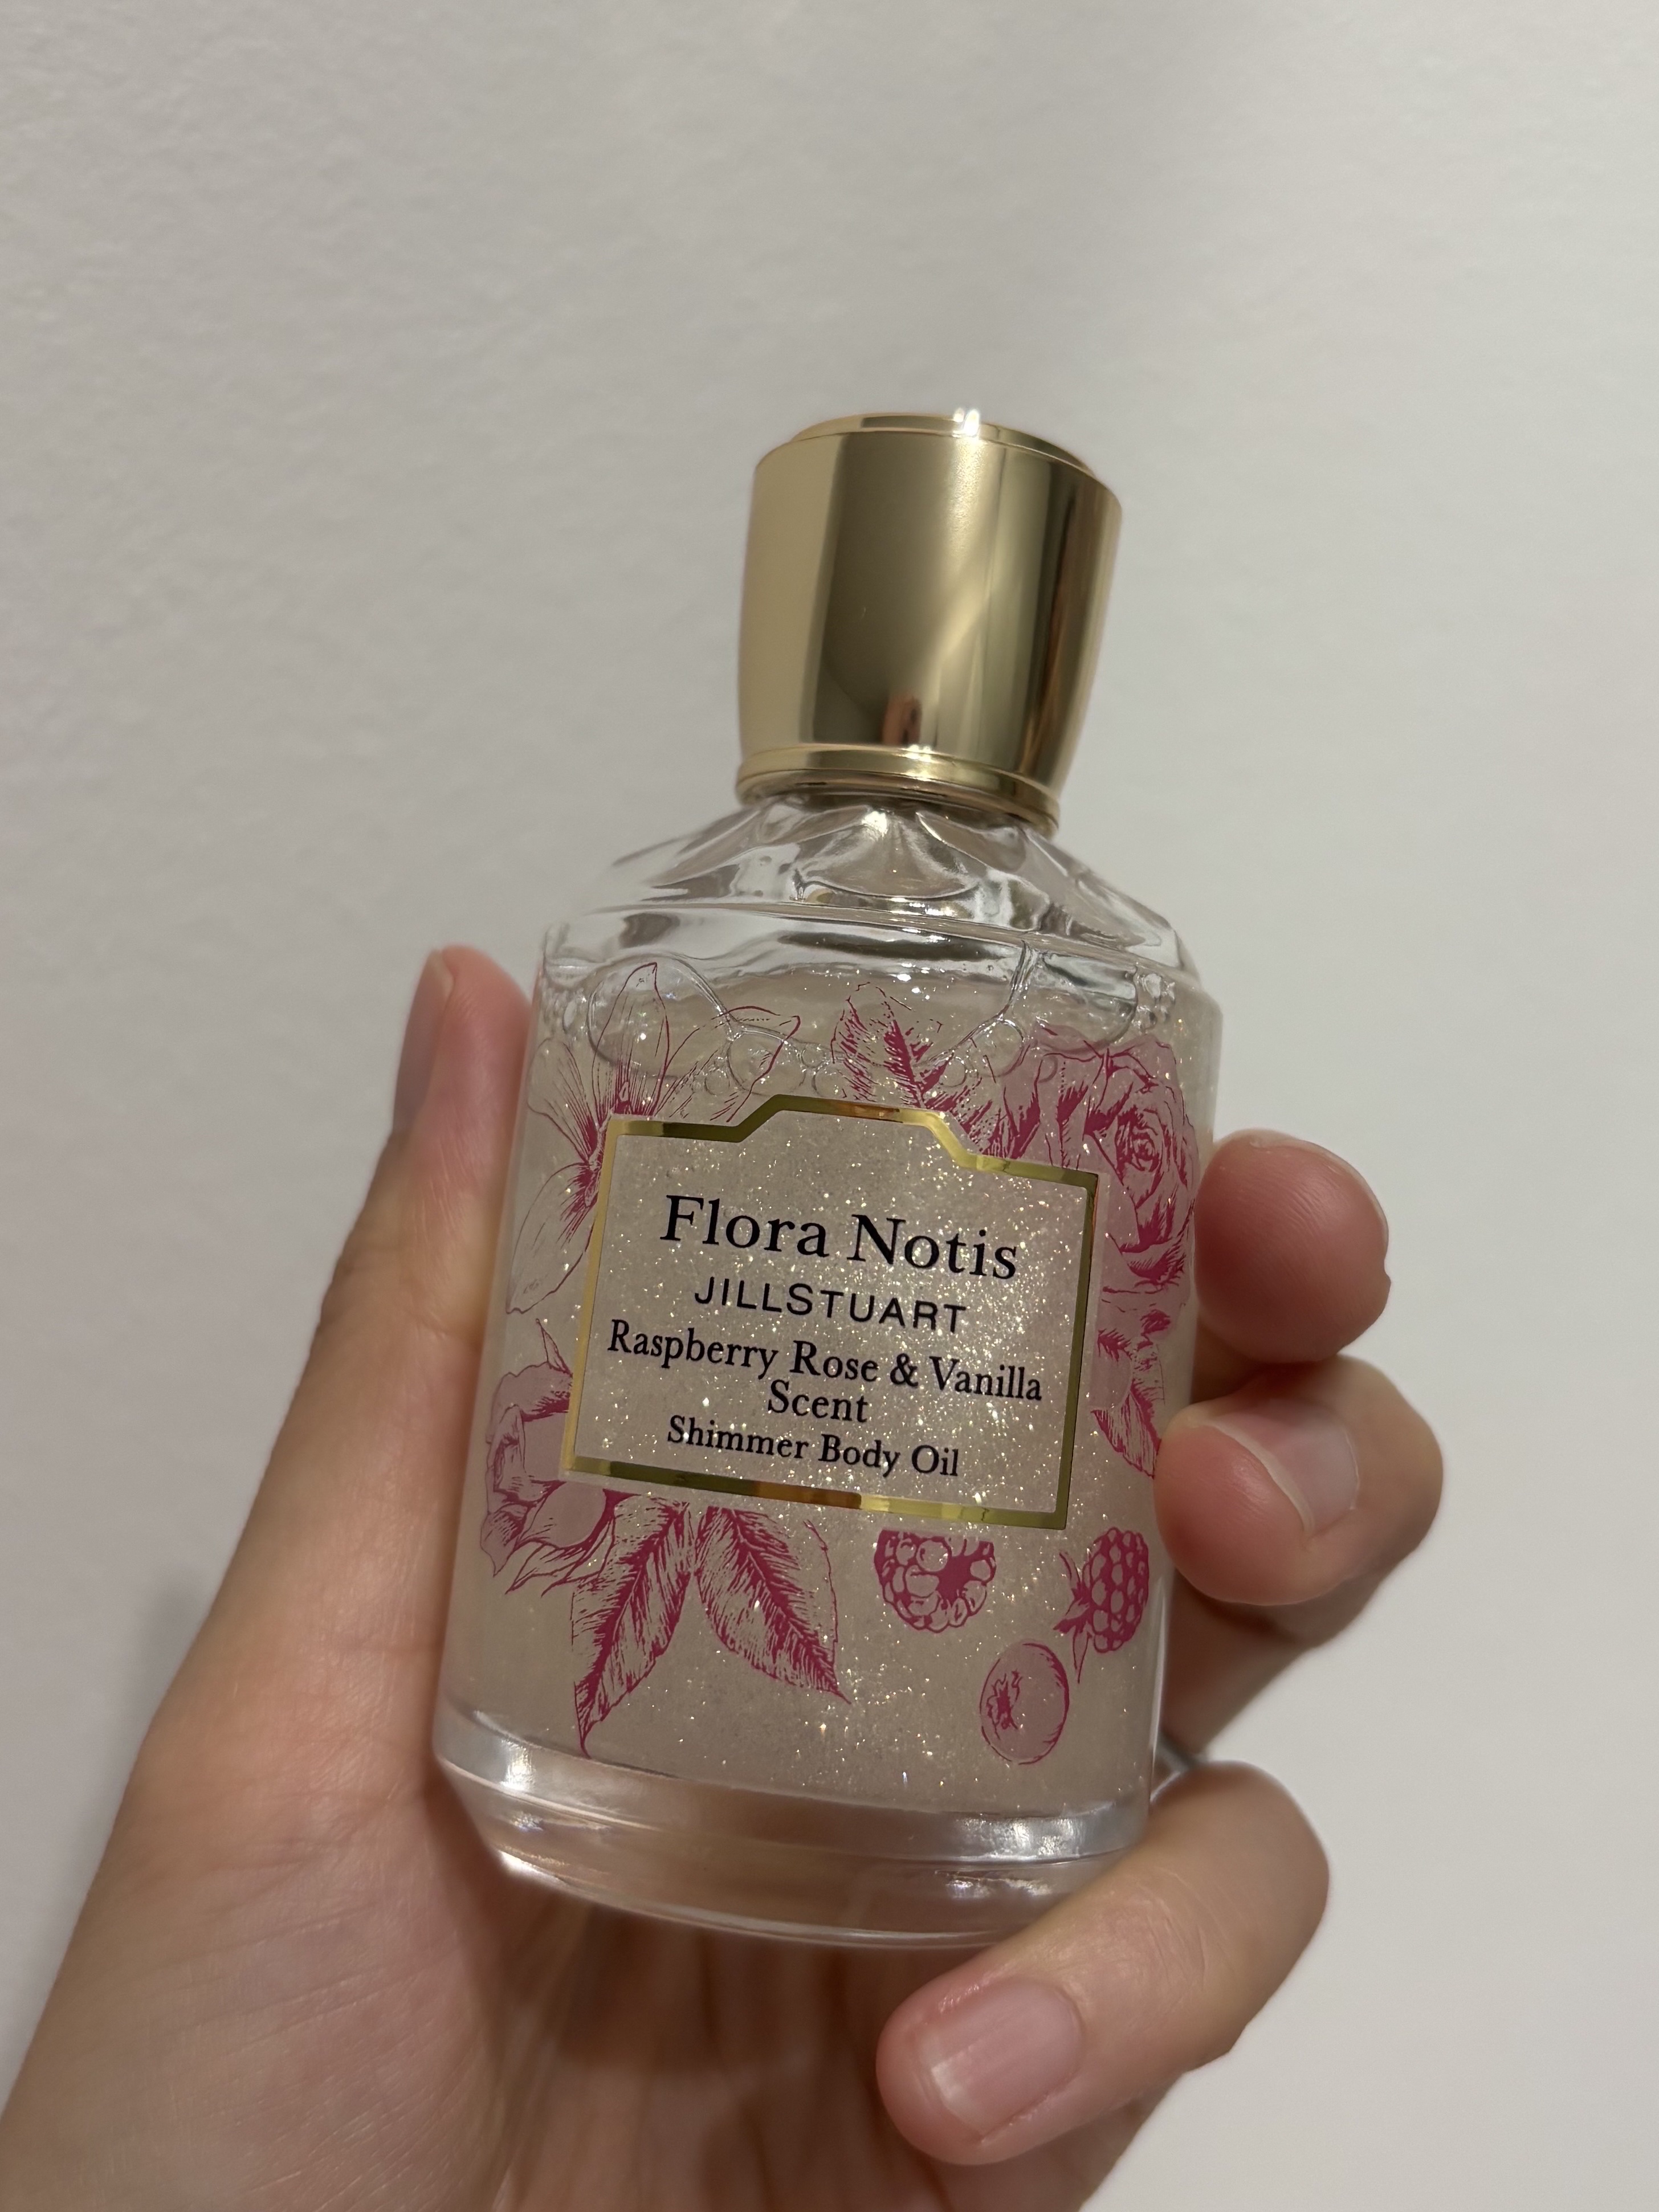 Flora Notis
JILLSTUART
Raspberry Rose & Vanilla
Scent
Shimmer Body Oil